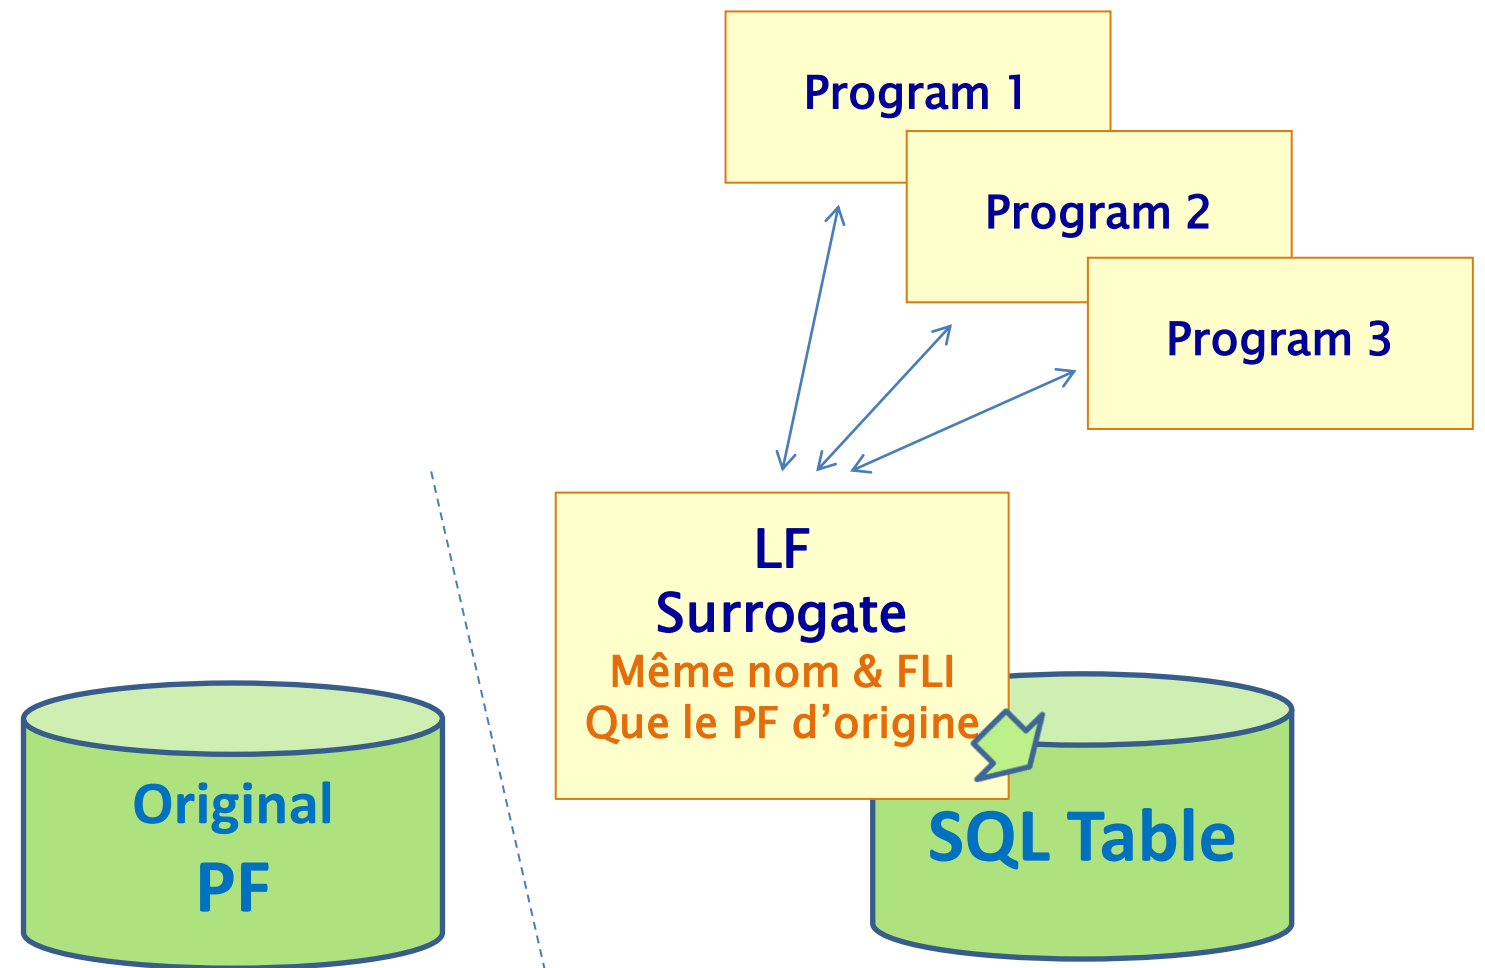 Program 1
Program 2
Program 3
LF
Surrogate
Même nom & FLI
Que le PF d’origine
Original
PF
SQL Table